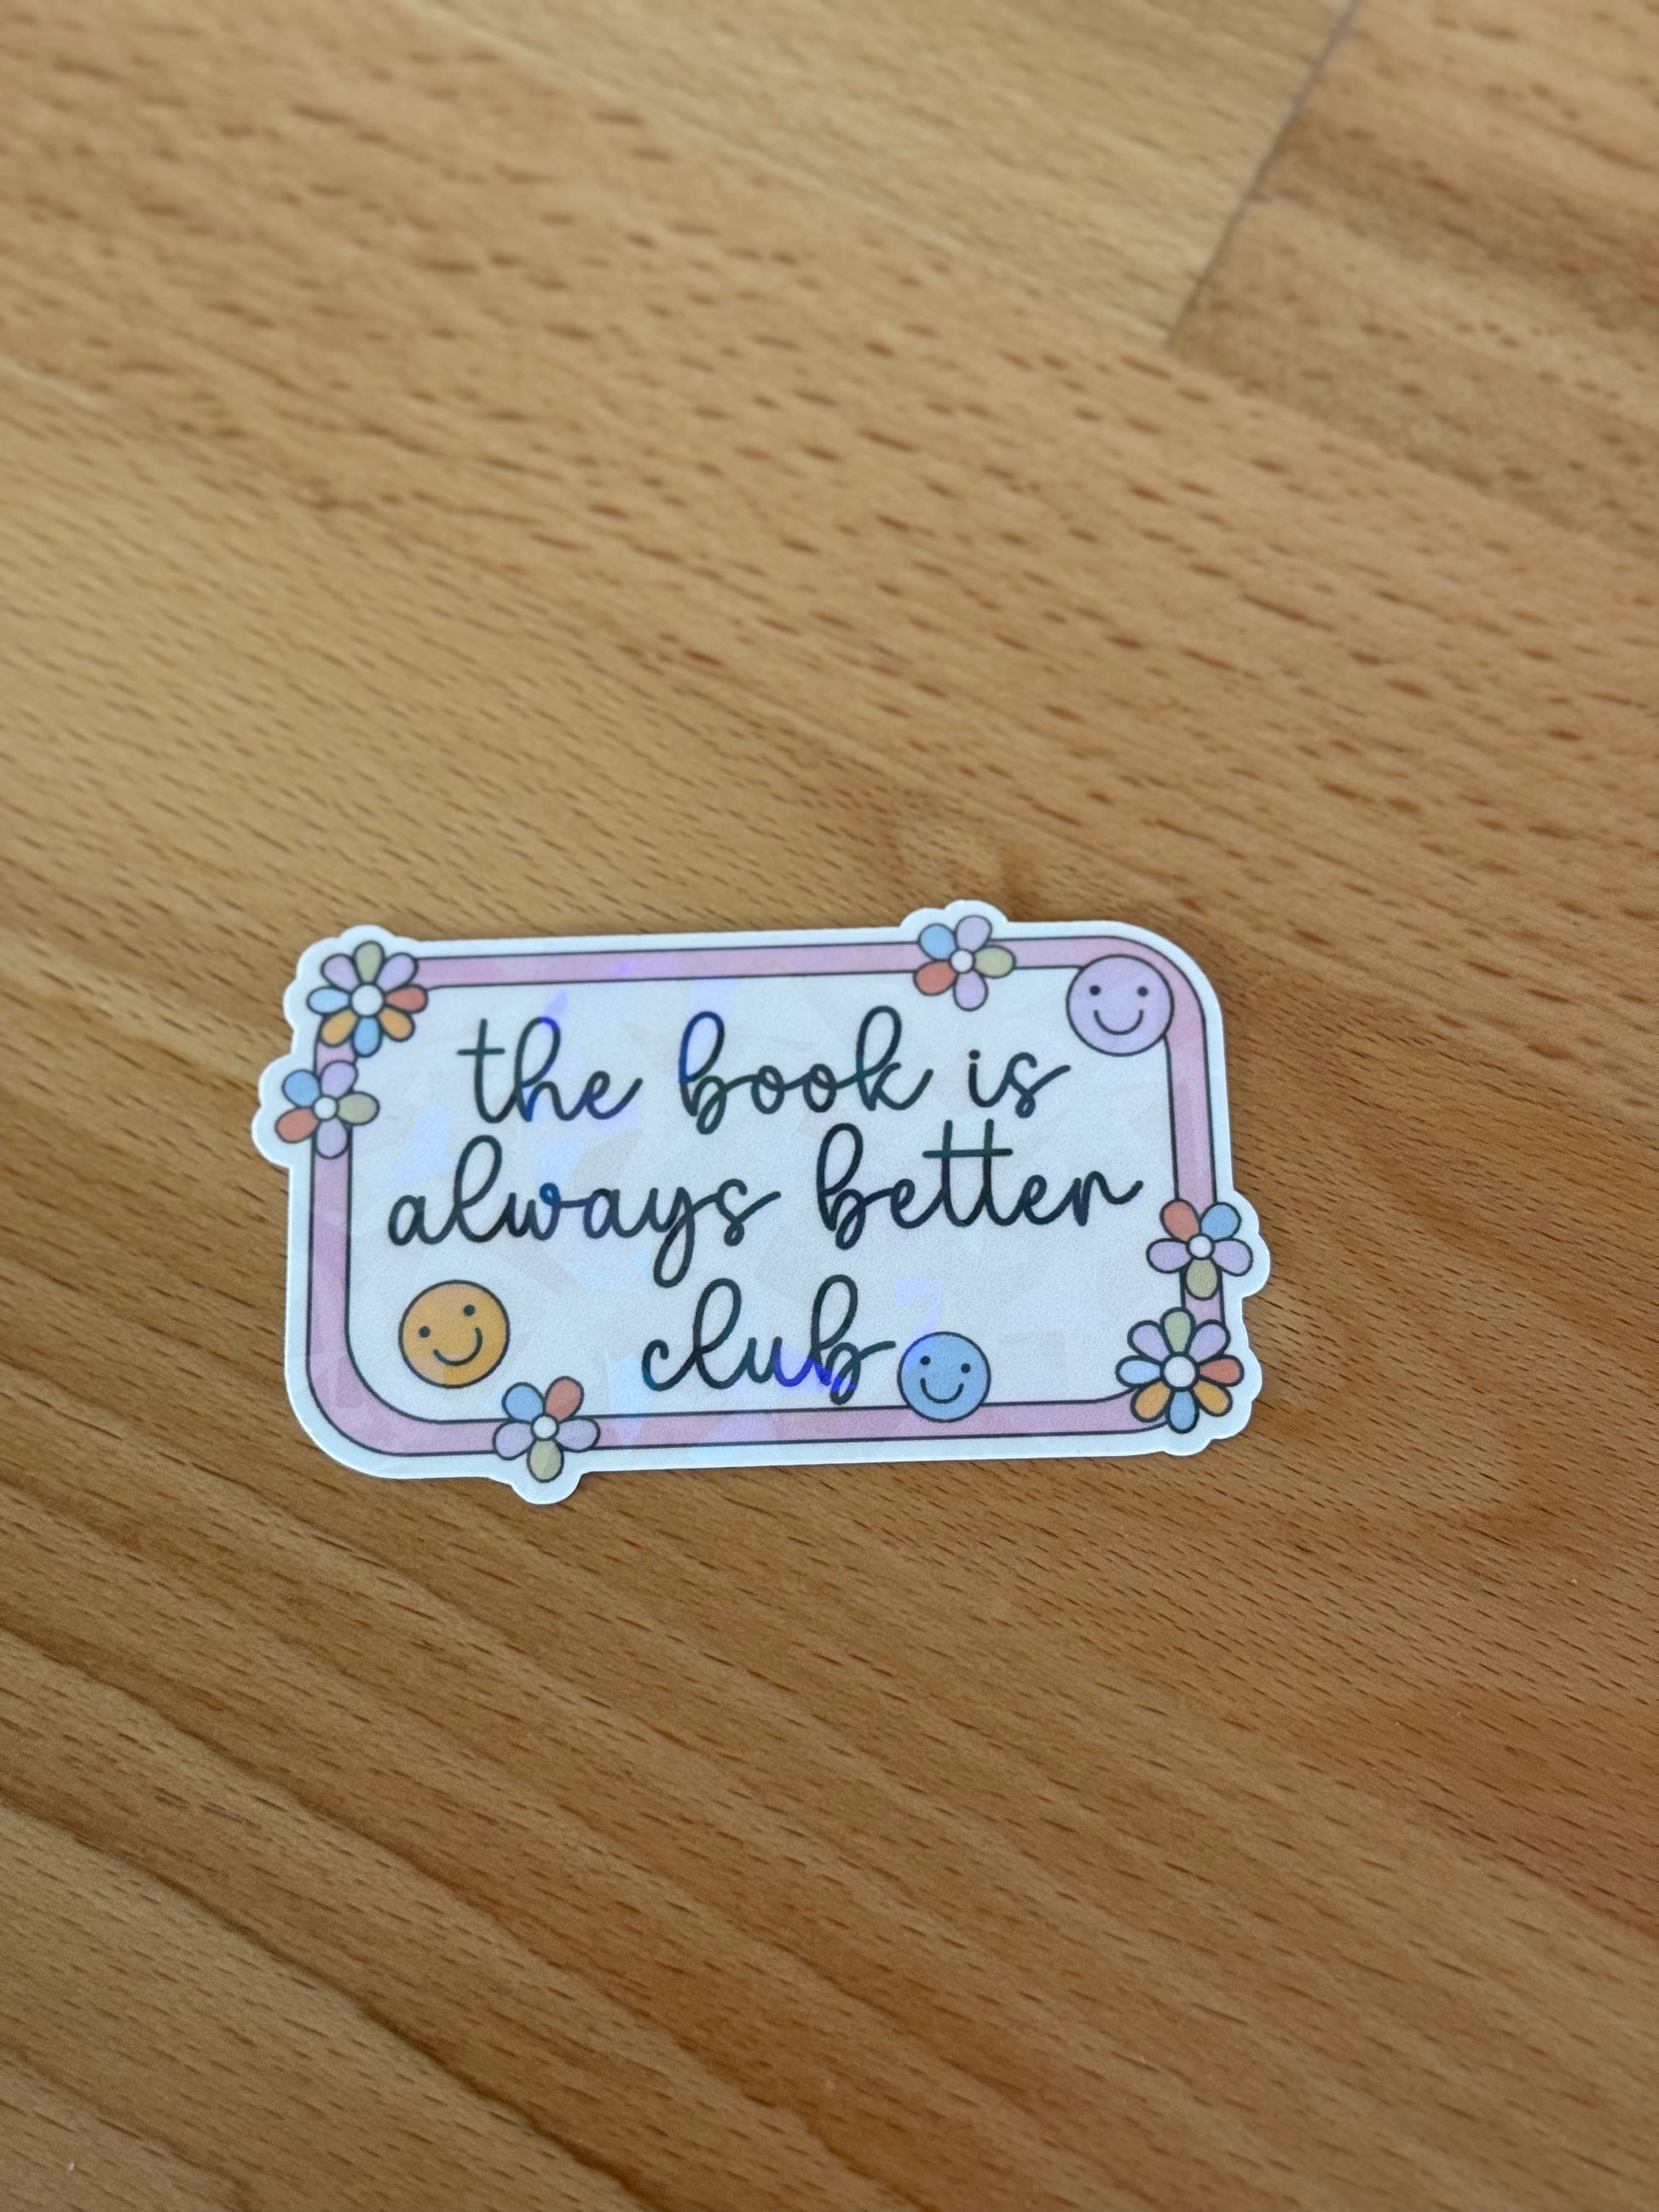 the book is
always better
club